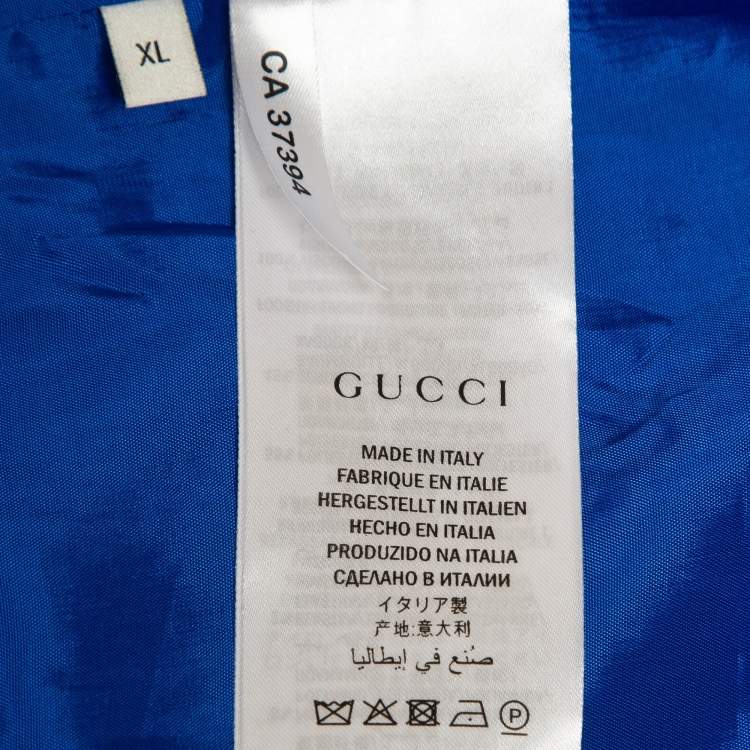 XL
CA 37394
GUCCI
MADE IN ITALY
FABRIQUE EN ITALIE
HERGESTELLT IN ITALIEN
HECHO EN ITALIA
PRODUZIDO NA ITALIA
СДЕЛАНО В ИТАЛИИ
イタリア製
产地:意大利
صُنع في إيطاليا
P